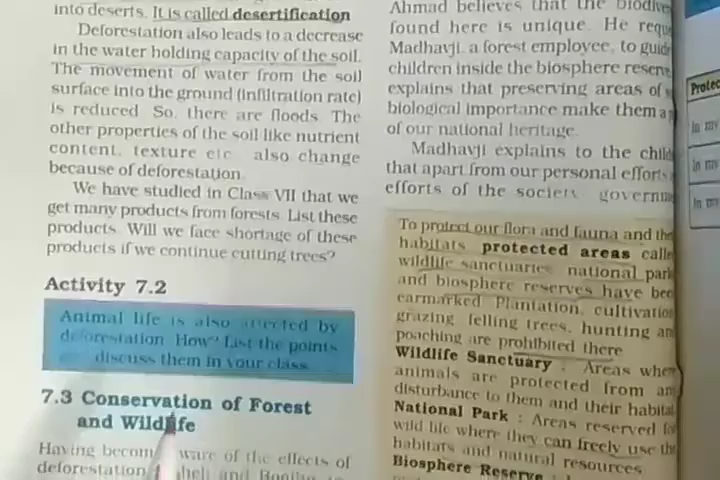 into deserts. It is called desertification
Deforestation also leads to a decrease
in the water holding capacity of the soil.
The movement of water from the soil
surface into the ground (infiltration rate)
is reduced So, there are floods. The
other properties of the soil like nutrient
content, texture etc also change
because of deforestation
We have studied in Class VII that we
get many products from forests. List these
products. Will we face shortage of these
products if we continue cutting trees?
Activity 7.2
Animal life is also affected by
deforestation. How? List the points
discuss them in your class
7.3 Conservation of Forest
and Wildlife
Having becom ware of the effects of
deforestation and
Ahmad believes that the biodive
found here is unique. He requ
Madhavji, a forest employee, to guid
children inside the biosphere reserve
explains that preserving areas of
biological importance make them a
of our national heritage.
Madhavji explains to the child
that apart from our personal efforts
efforts of the society governm
To protect our flora and fauna and the
habitats protected areas calle
wildlife sanctuaries national park
and biosphere reserves have bee
earmarked Plantation, cultivation
grazing felling trees, hunting an
poaching are prohibited there
Wildlife Sanctuary : Areas wher
animals are protected from an
disturbance to them and their habitat
National Park : Areas reserved fo
wild life where they can freely use th
habitats and natural resources
Biosphere Reserve
Protec
In my
In my
In my